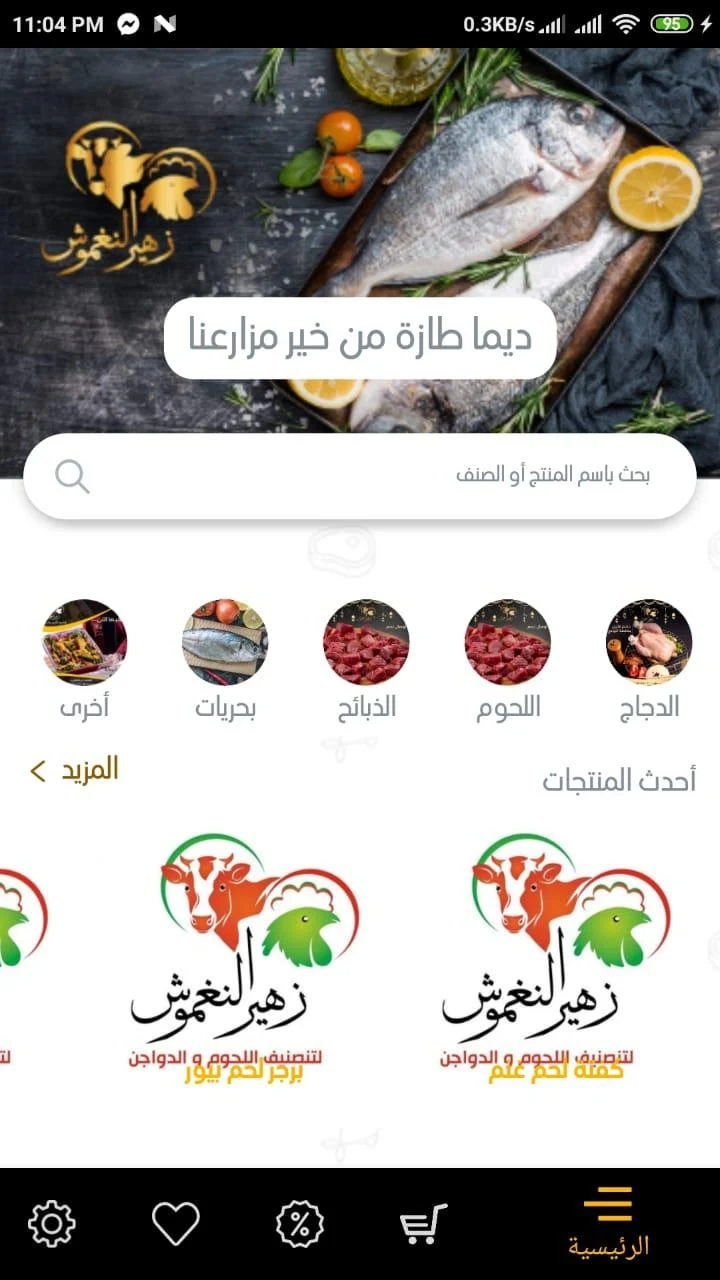 11:04 PM
0.3KB/s
95
زهير النغموش
ديما طازة من خير مزارعنا
بحث باسم المنتج أو الصنف
الدجاج
اللحوم
الذبائح
بحريات
أخرى
أحدث المنتجات
المزيد
زهير النغموش
لتصنيف اللحوم و الدواجن
كفتة لحم غنم
زهير النغموش
لتصنيف اللحوم و الدواجن
برجر لحم بيور
لت
الرئيسية